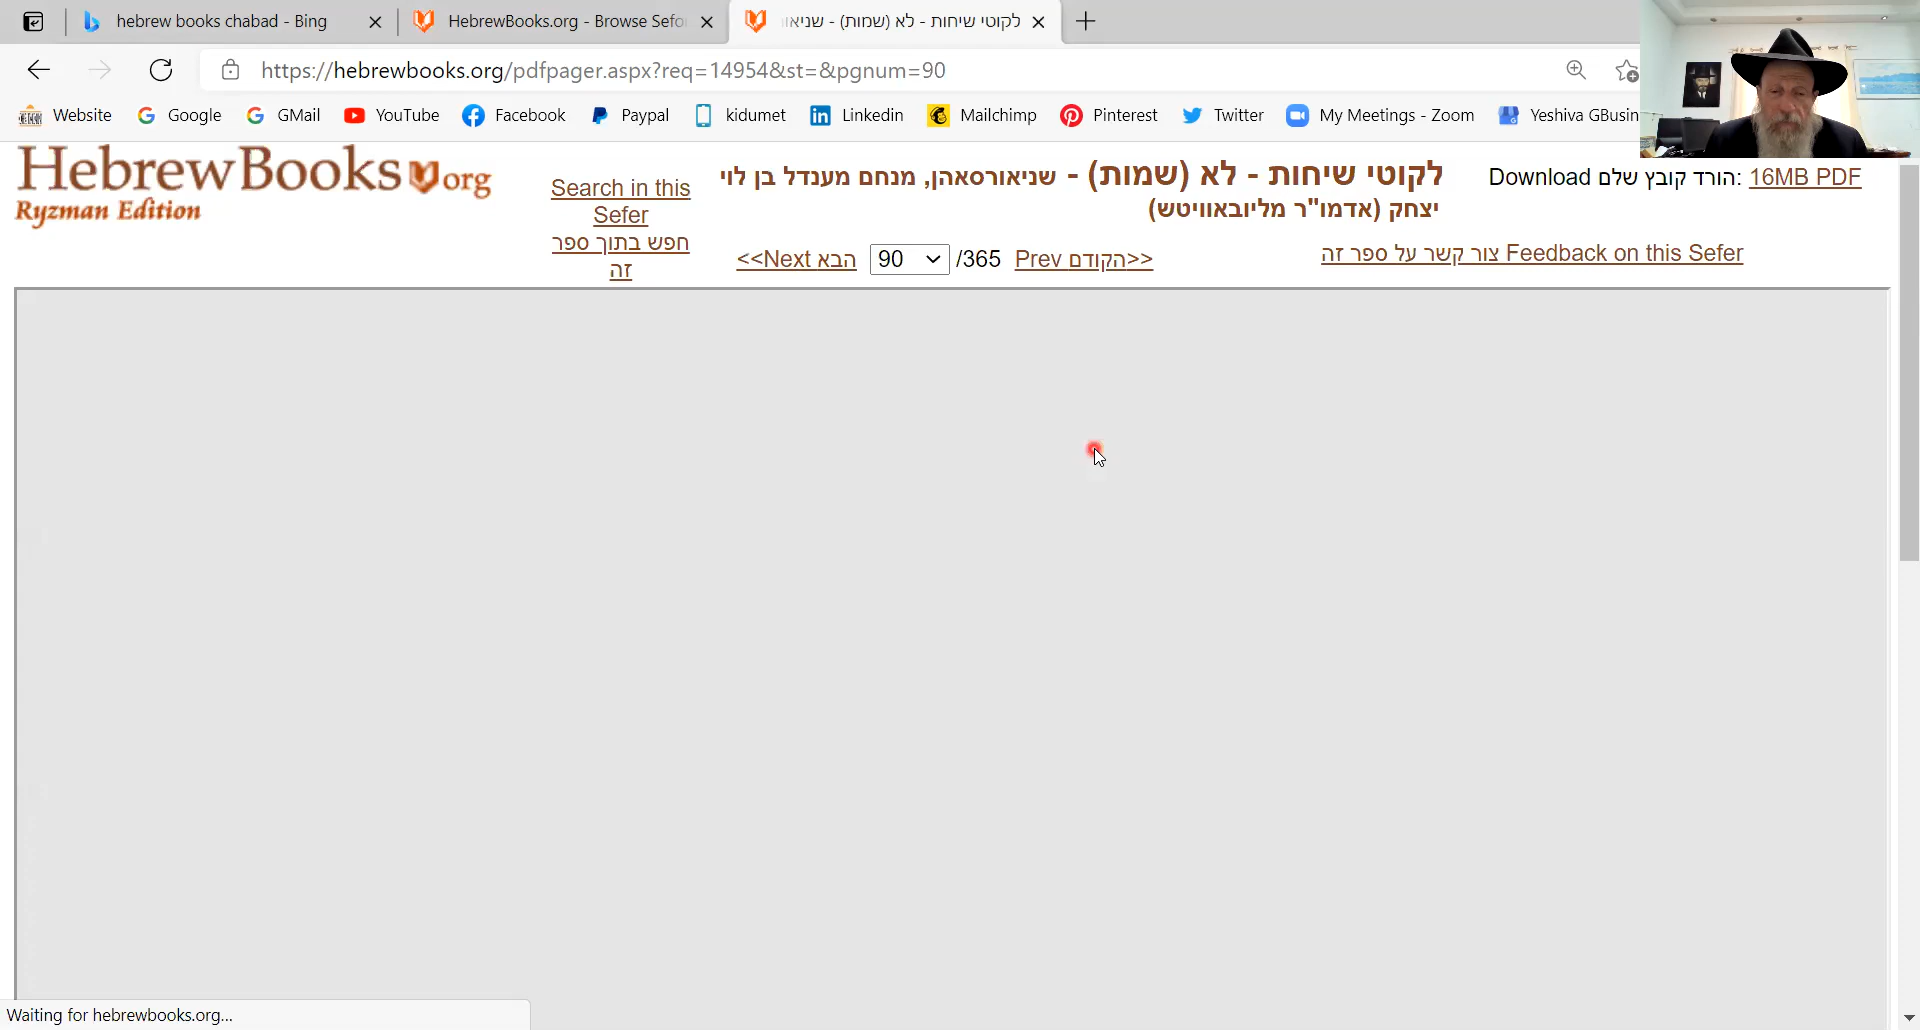 hebrew books chabad - Bing
HebrewBooks.org - Browse Sefo
לקוטי שיחות - לא (שמות) - שניאו
https://hebrewbooks.org/pdfpager.aspx?req=14954&st=&pgnum=90
Website Google GMail YouTube Facebook Paypal kidumet Linkedin Mailchimp Pinterest Twitter My Meetings - Zoom Yeshiva GBusin
HebrewBooks.org
Ryzman Edition
Search in this
Sefer
חפש בתוך ספר
זה
לקוטי שיחות - לא (שמות) - שניאורסאהן, מנחם מענדל בן לוי
יצחק (אדמו"ר מליובאוויטש)
<<Next הבא 90 /365 Prev הקודם>>
Download הורד קובץ שלם: 16MB PDF
צור קשר על ספר זה Feedback on this Sefer
Waiting for hebrewbooks.org...